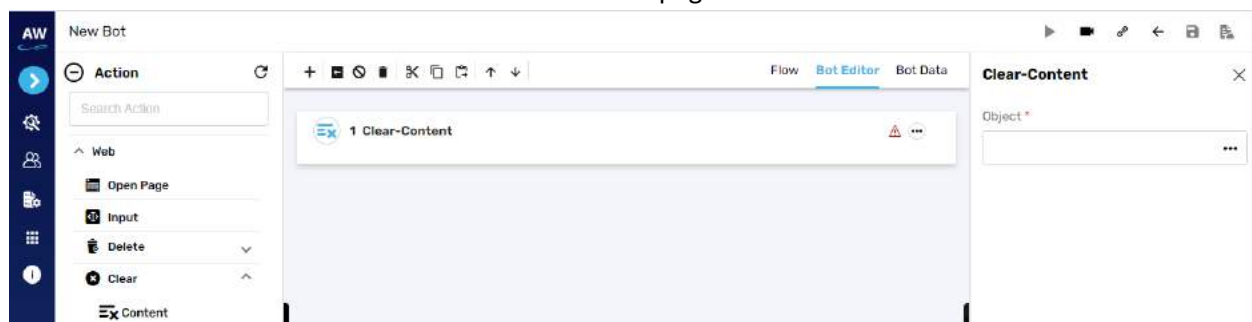 AW
New Bot
Action
Search Action
Web
Open Page
Input
Delete
Clear
Content
Flow Bot Editor Bot Data
1 Clear-Content
Clear-Content
Object *